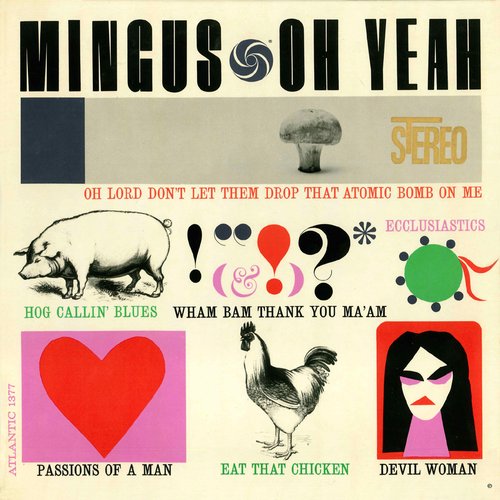 MINGUS OH YEAH
STEREO
OH LORD DON'T LET THEM DROP THAT ATOMIC BOMB ON ME
!"(&!)?*
ECCLUSIASTICS
HOG CALLIN' BLUES
WHAM BAM THANK YOU MA'AM
ATLANTIC 1377
PASSIONS OF A MAN
EAT THAT CHICKEN
DEVIL WOMAN
©